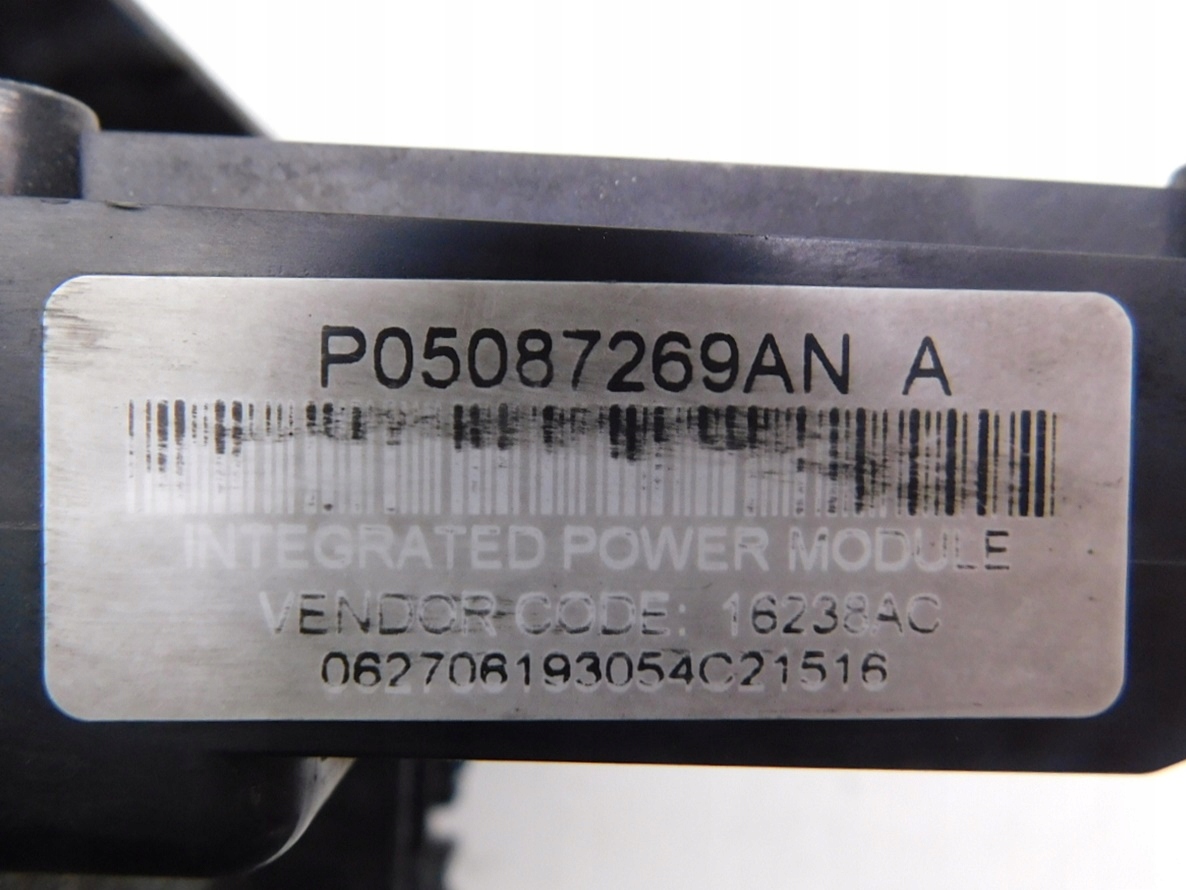 P05087269AN A
INTEGRATED POWER MODULE
VENDOR CODE: 16238AC
062706193054C21516